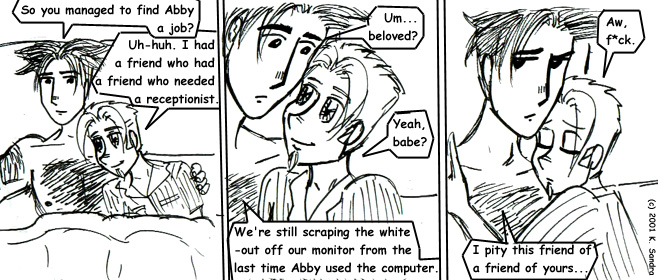 So you managed to find Abby
a job?
Uh-huh. I had
a friend who had
a friend who needed
a receptionist.
Um...
beloved?
Yeah,
babe?
We're still scraping the white
-out off our monitor from the
last time Abby used the computer.
Aw,
f*ck.
I pity this friend of
a friend of yours...
(c) 2001 K. Sandо